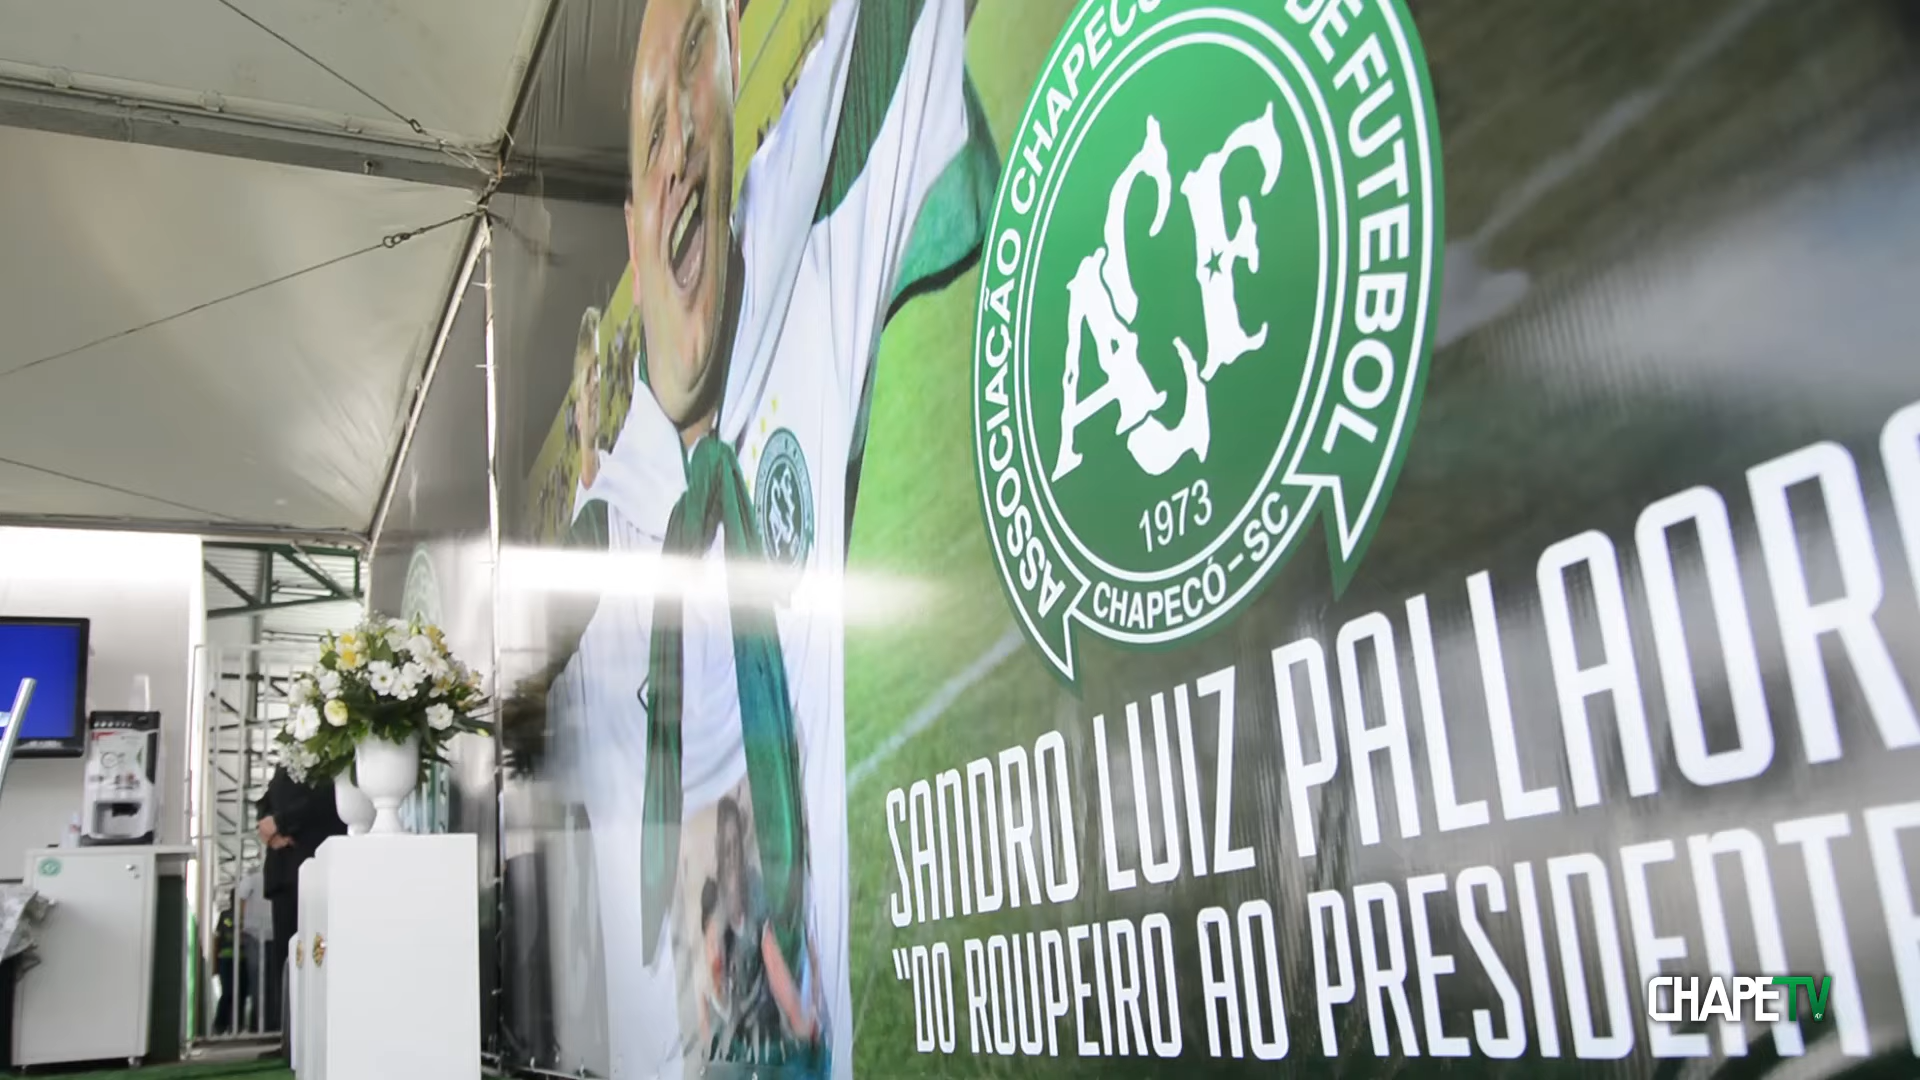 ASSOCIAÇÃO CHAPECO DE FUTEBOL
ACF
1973
CHAPECÓ-SC
SANDRO LUIZ PALLAOR
"DO ROUPEIRO AO PRESIDENTE
CHAPETV